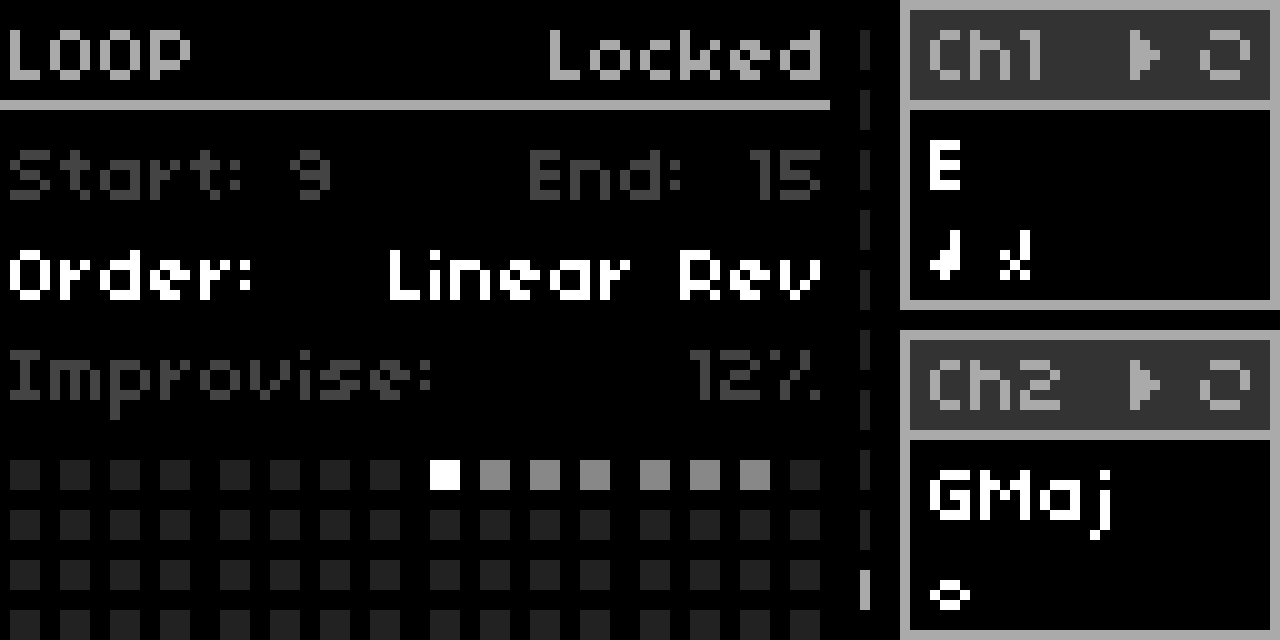 LOOP Locked
Start: 9 End: 15
Order: Linear Rev
Improvise: 12%
Ch1
E
Ch2
GMaj